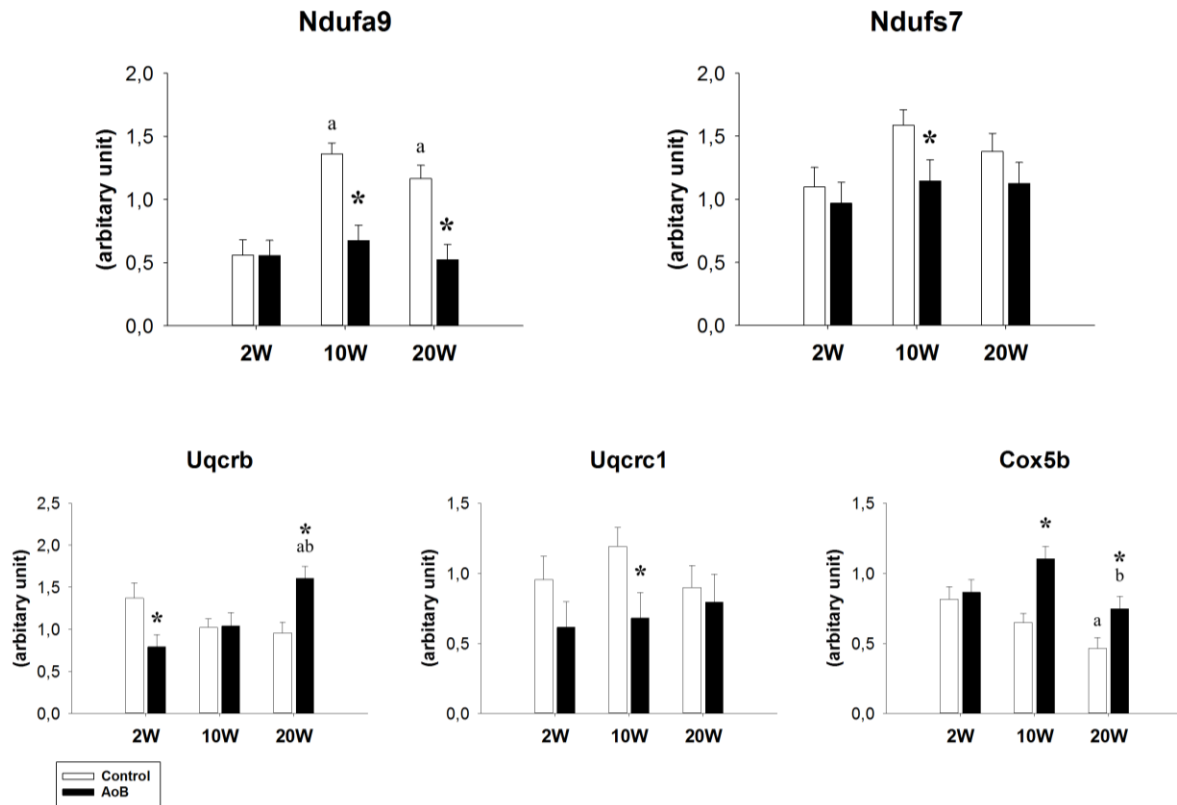 Ndufa9
2,0
1,5
1,0
0,5
0,0
(arbitary unit)
a
*
a
*
2W 10W 20W
Ndufs7
2,0
1,5
1,0
0,5
0,0
(arbitary unit)
*
2W 10W 20W
Uqcrb
2,5
2,0
1,5
1,0
0,5
0,0
(arbitary unit)
*
*
ab
2W 10W 20W
Uqcrc1
1,5
1,0
0,5
0,0
(arbitary unit)
*
2W 10W 20W
Cox5b
1,5
1,0
0,5
0,0
(arbitary unit)
*
a
*
b
2W 10W 20W
Control
AoB